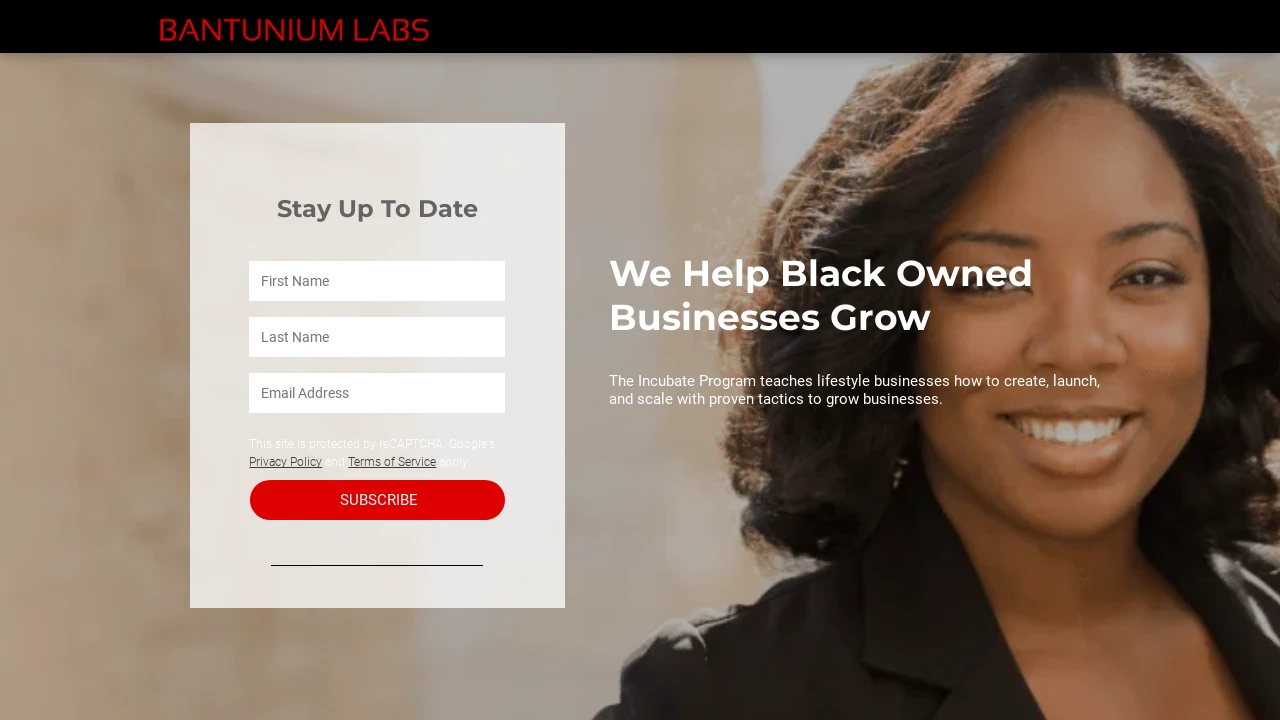 BANTUNIUM LABS
Stay Up To Date
First Name
Last Name
Email Address
This site is protected by reCAPTCHA. Google's
Privacy Policy and Terms of Service apply.
SUBSCRIBE
We Help Black Owned
Businesses Grow
The Incubate Program teaches lifestyle businesses how to create, launch,
and scale with proven tactics to grow businesses.